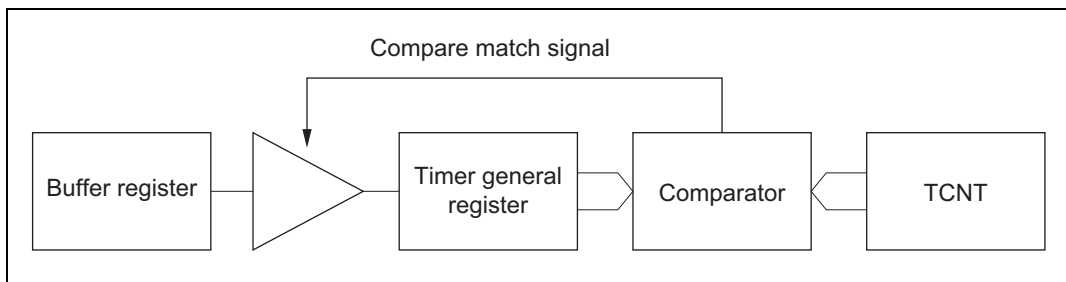 Compare match signal
Buffer register
Timer general
register
Comparator
TCNT